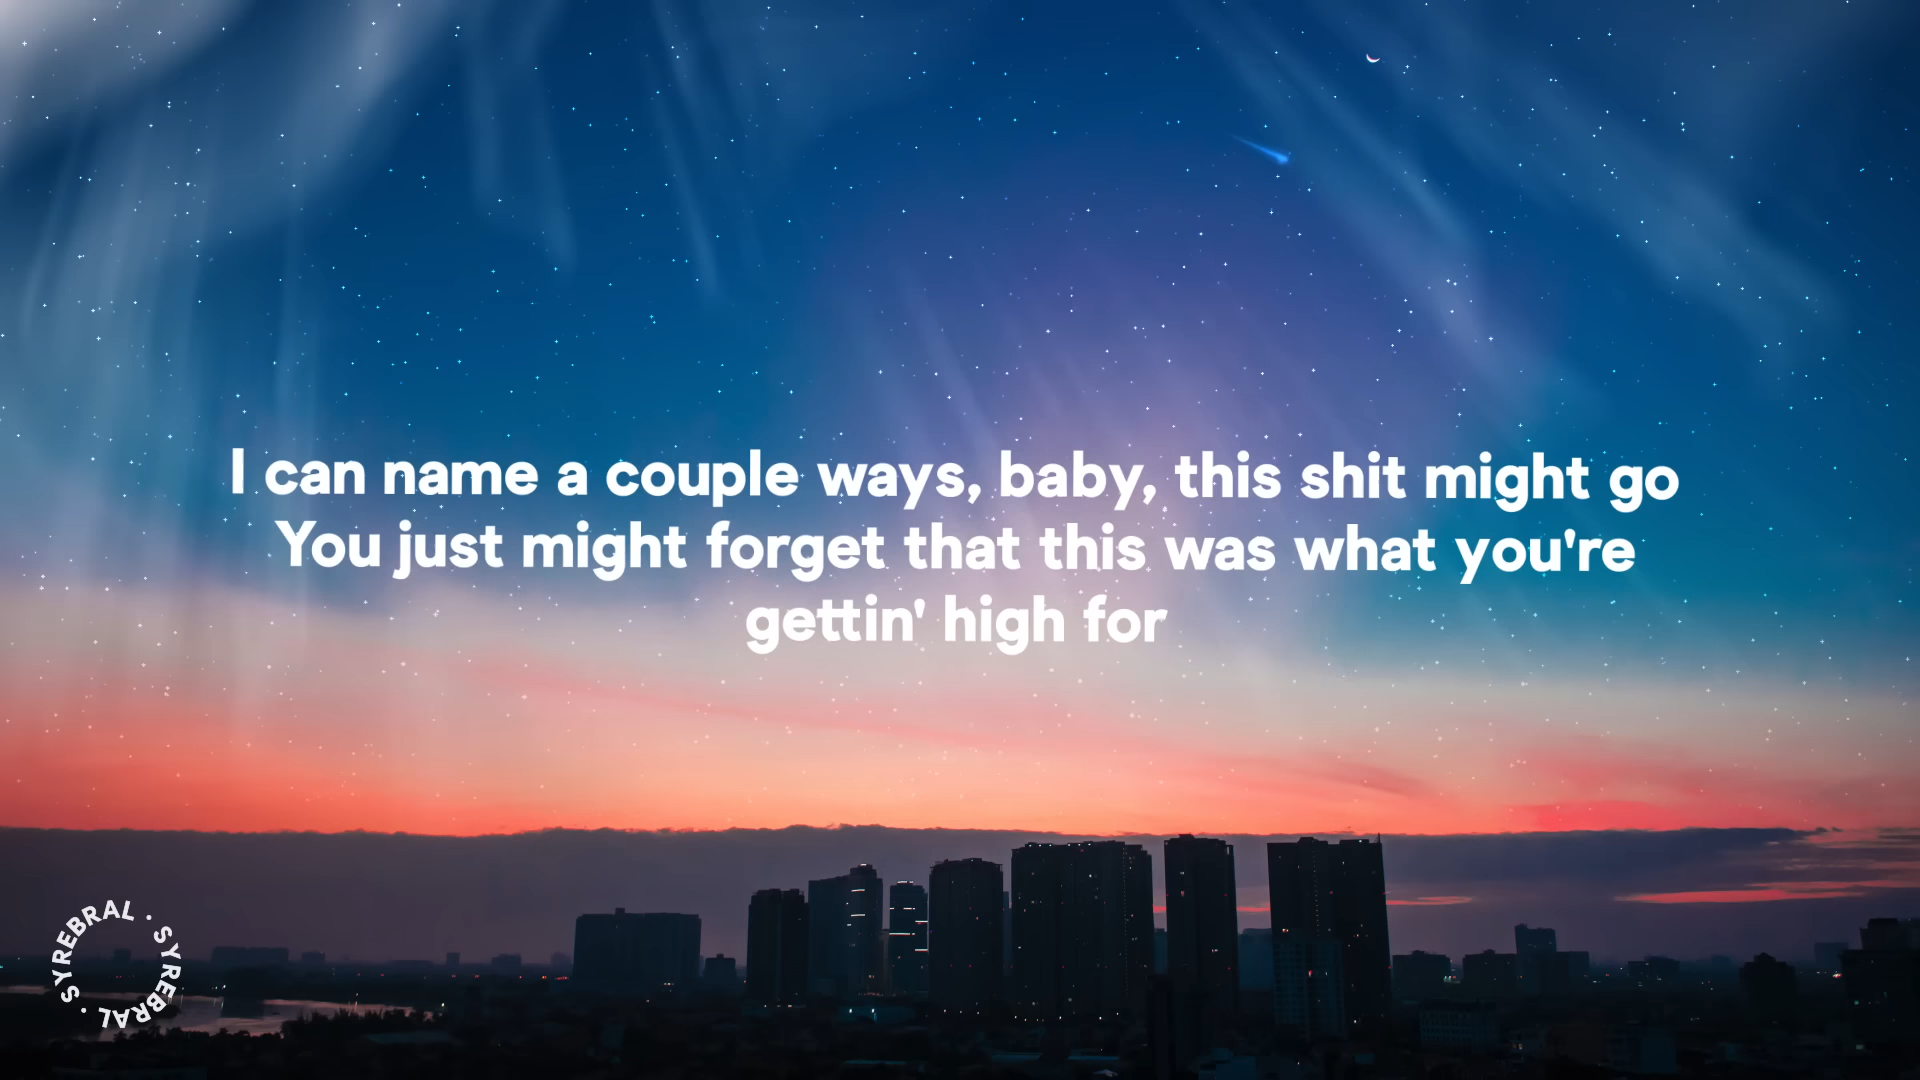 I can name a couple ways, baby, this shit might go
You just might forget that this was what you're
gettin' high for
SYREBRAL · SYREBRAL ·